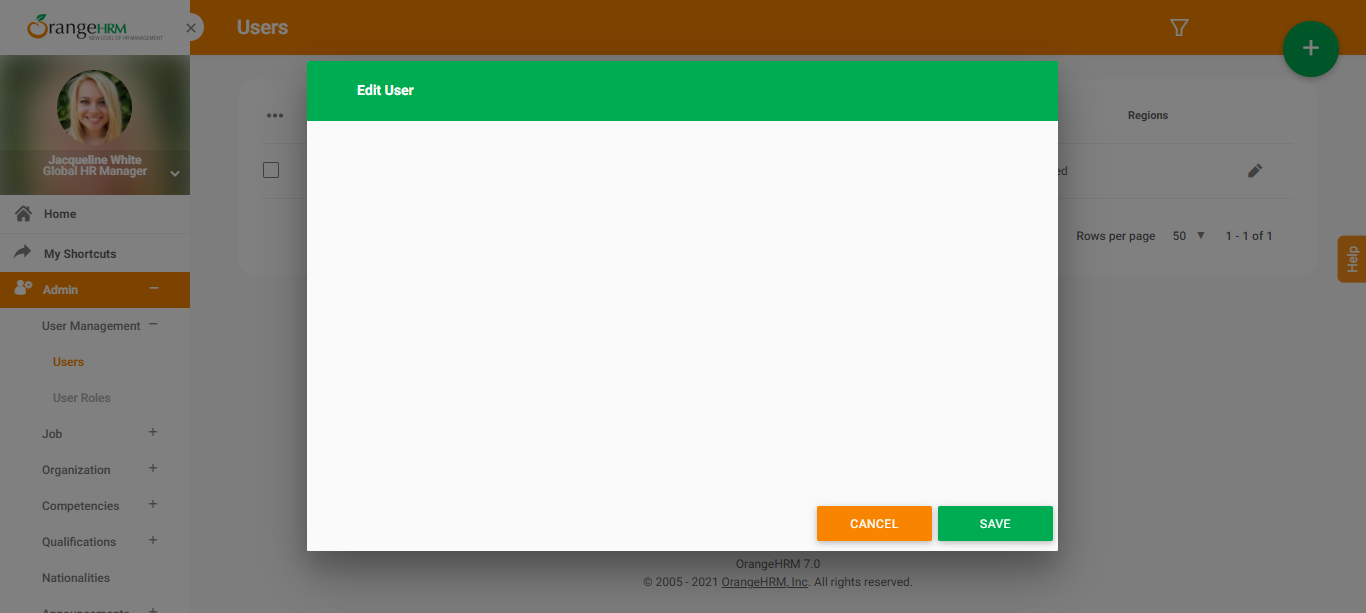 OrangeHRM
NEW LEVEL OF HR MANAGEMENT
Users
Jacqueline White
Global HR Manager
Home
My Shortcuts
Admin
User Management
Users
User Roles
Job
Organization
Competencies
Qualifications
Nationalities
Announcements
Edit User
CANCEL
SAVE
Regions
ed
Rows per page 50 1 - 1 of 1
Help
OrangeHRM 7.0
© 2005 - 2021 OrangeHRM, Inc. All rights reserved.